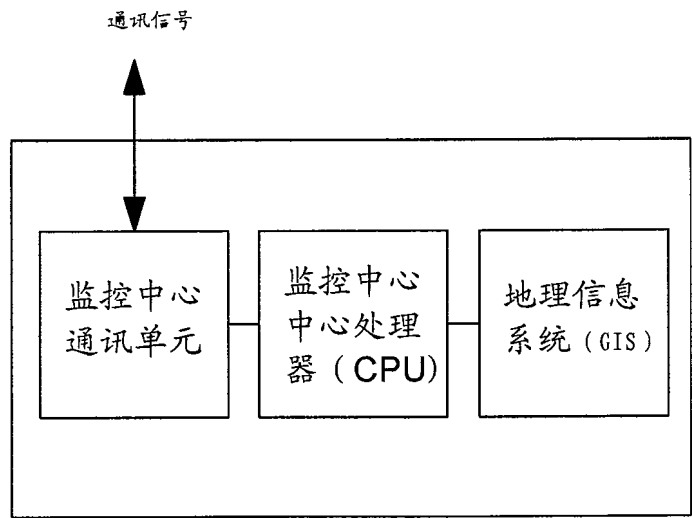 通讯信号
监控中心
通讯单元
监控中心
中心处理
器(CPU)
地理信息
系统(GIS)